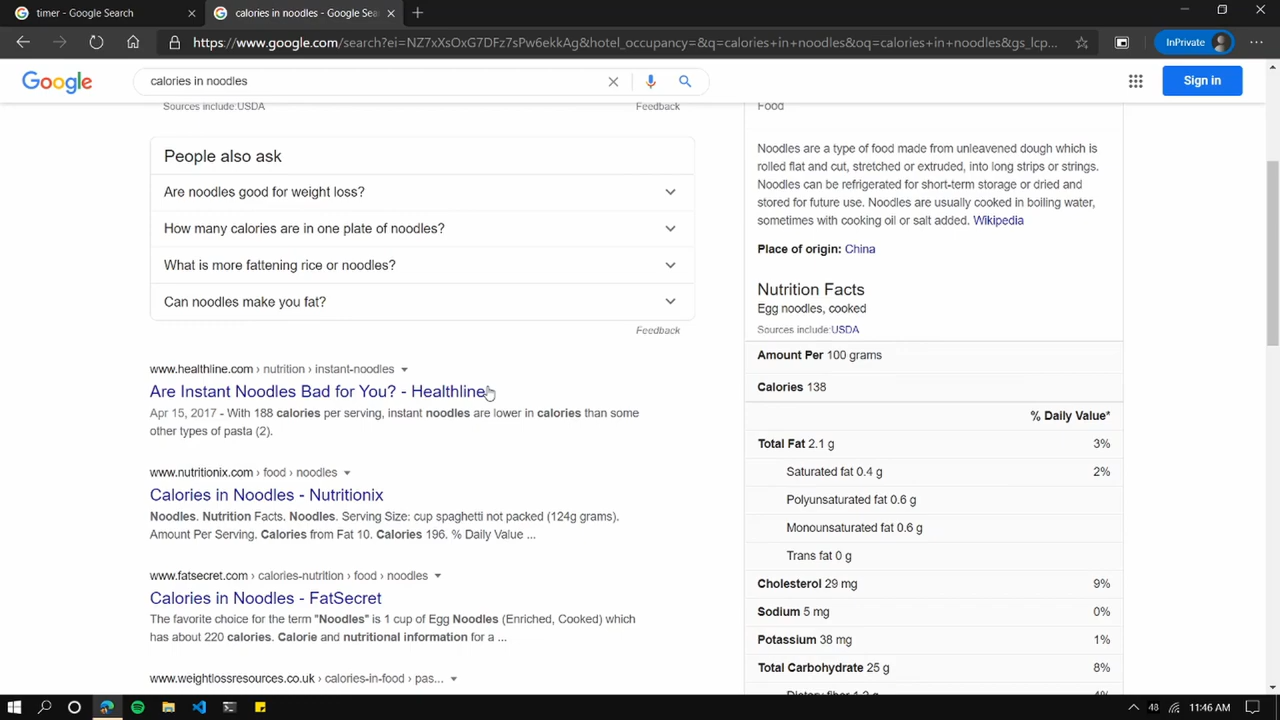 timer - Google Search
calories in noodles - Google Sea
https://www.google.com/search?ei=NZ7xXsOxG7DFz7sPw6ekkAg&hotel_occupancy=&q=calories+in+noodles&oq=calories+in+noodles&gs_lcp...
InPrivate
Google
calories in noodles
Sign in
Sources include:USDA
Feedback
People also ask
Are noodles good for weight loss?
How many calories are in one plate of noodles?
What is more fattening rice or noodles?
Can noodles make you fat?
Feedback
www.healthline.com › nutrition › instant-noodles
Are Instant Noodles Bad for You? - Healthline
Apr 15, 2017 - With 188 calories per serving, instant noodles are lower in calories than some
other types of pasta (2).
www.nutritionix.com › food › noodles
Calories in Noodles - Nutritionix
Noodles. Nutrition Facts. Noodles. Serving Size: cup spaghetti not packed (124g grams).
Amount Per Serving. Calories from Fat 10. Calories 196. % Daily Value ...
www.fatsecret.com › calories-nutrition › food › noodles
Calories in Noodles - FatSecret
The favorite choice for the term "Noodles" is 1 cup of Egg Noodles (Enriched, Cooked) which
has about 220 calories. Calorie and nutritional information for a ...
www.weightlossresources.co.uk › calories-in-food › pas...
Food
Noodles are a type of food made from unleavened dough which is
rolled flat and cut, stretched or extruded, into long strips or strings.
Noodles can be refrigerated for short-term storage or dried and
stored for future use. Noodles are usually cooked in boiling water,
sometimes with cooking oil or salt added. Wikipedia
Place of origin: China
Nutrition Facts
Egg noodles, cooked
Sources include:USDA
Amount Per 100 grams
Calories 138
% Daily Value*
Total Fat 2.1 g 3%
Saturated fat 0.4 g 2%
Polyunsaturated fat 0.6 g
Monounsaturated fat 0.6 g
Trans fat 0 g
Cholesterol 29 mg 9%
Sodium 5 mg 0%
Potassium 38 mg 1%
Total Carbohydrate 25 g 8%
Dietary fiber 1.2 g 4%
48
11:46 AM